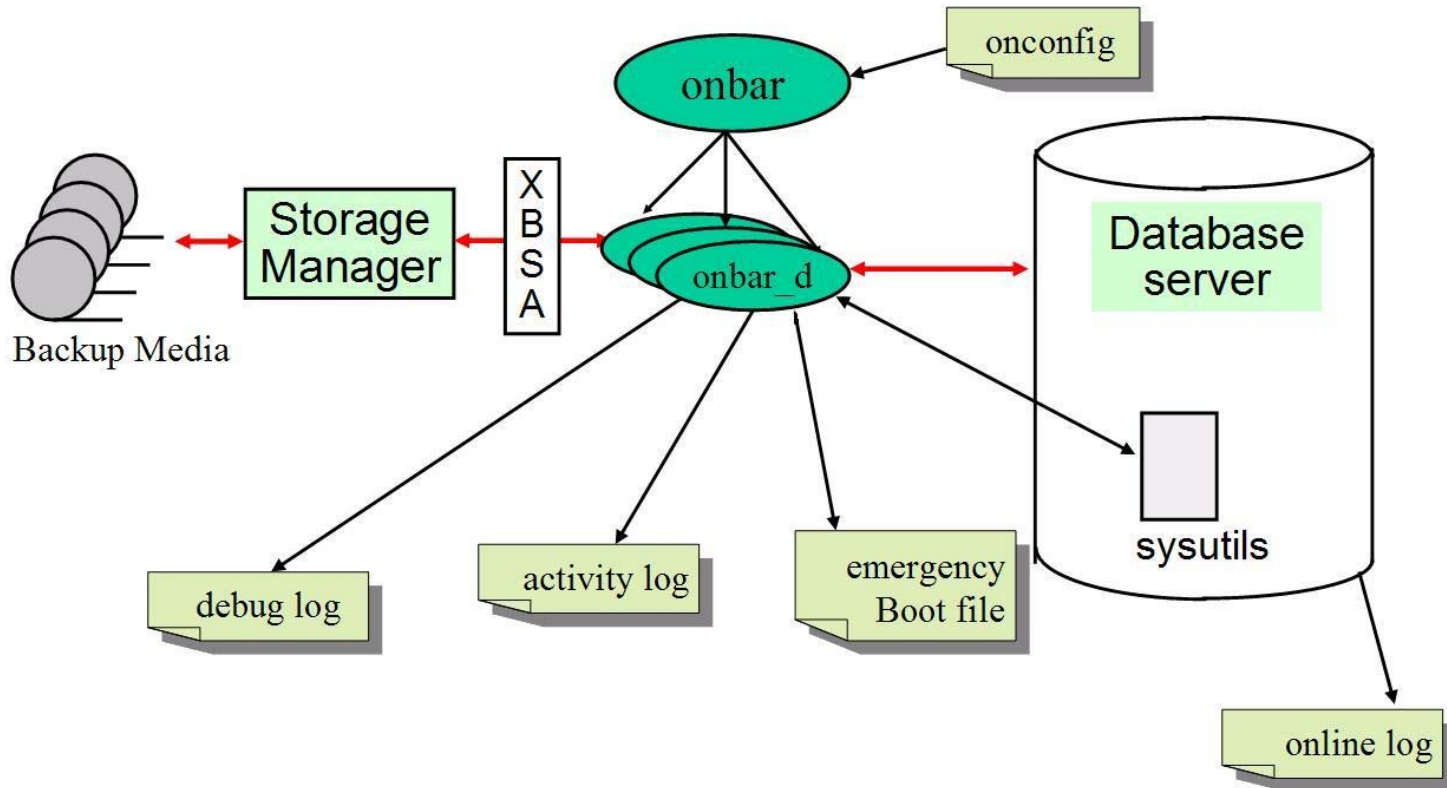 onconfig
onbar
X
B
S
A
Storage
Manager
Database
server
onbar_d
Backup Media
sysutils
debug log
activity log
emergency
Boot file
online log